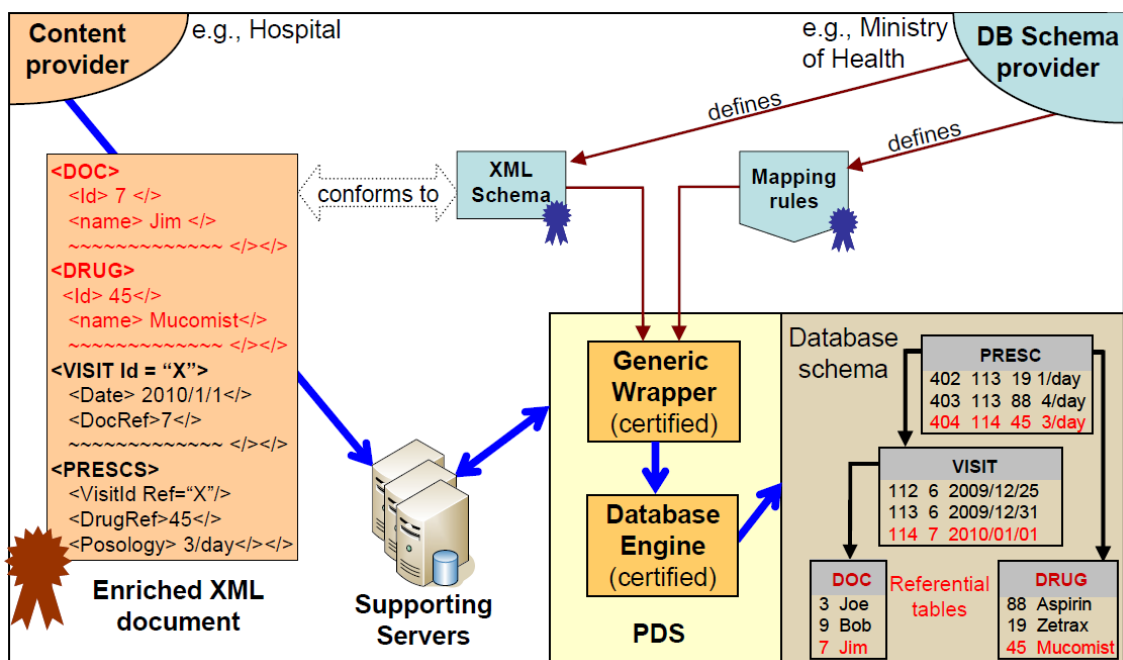 Content
provider
e.g., Hospital
e.g., Ministry
of Health
DB Schema
provider
defines
defines
<DOC>
<Id> 7 </>
<name> Jim </>
~~~~~~~~~~~~~ </></>
<DRUG>
<Id> 45</>
<name> Mucomist</>
~~~~~~~~~~~~~ </></>
<VISIT Id = “X”>
<Date> 2010/1/1</>
<DocRef>7</>
~~~~~~~~~~~~~ </></>
<PRESCS>
<VisitId Ref=“X”/>
<DrugRef>45</>
<Posology> 3/day</></>
Enriched XML
document
conforms to
XML
Schema
Mapping
rules
Supporting
Servers
Generic
Wrapper
(certified)
Database
Engine
(certified)
PDS
Database
schema
PRESC
402 113 19 1/day
403 113 88 4/day
404 114 45 3/day
VISIT
112 6 2009/12/25
113 6 2009/12/31
114 7 2010/01/01
DOC
3 Joe
9 Bob
7 Jim
Referential
tables
DRUG
88 Aspirin
19 Zetrax
45 Mucomist